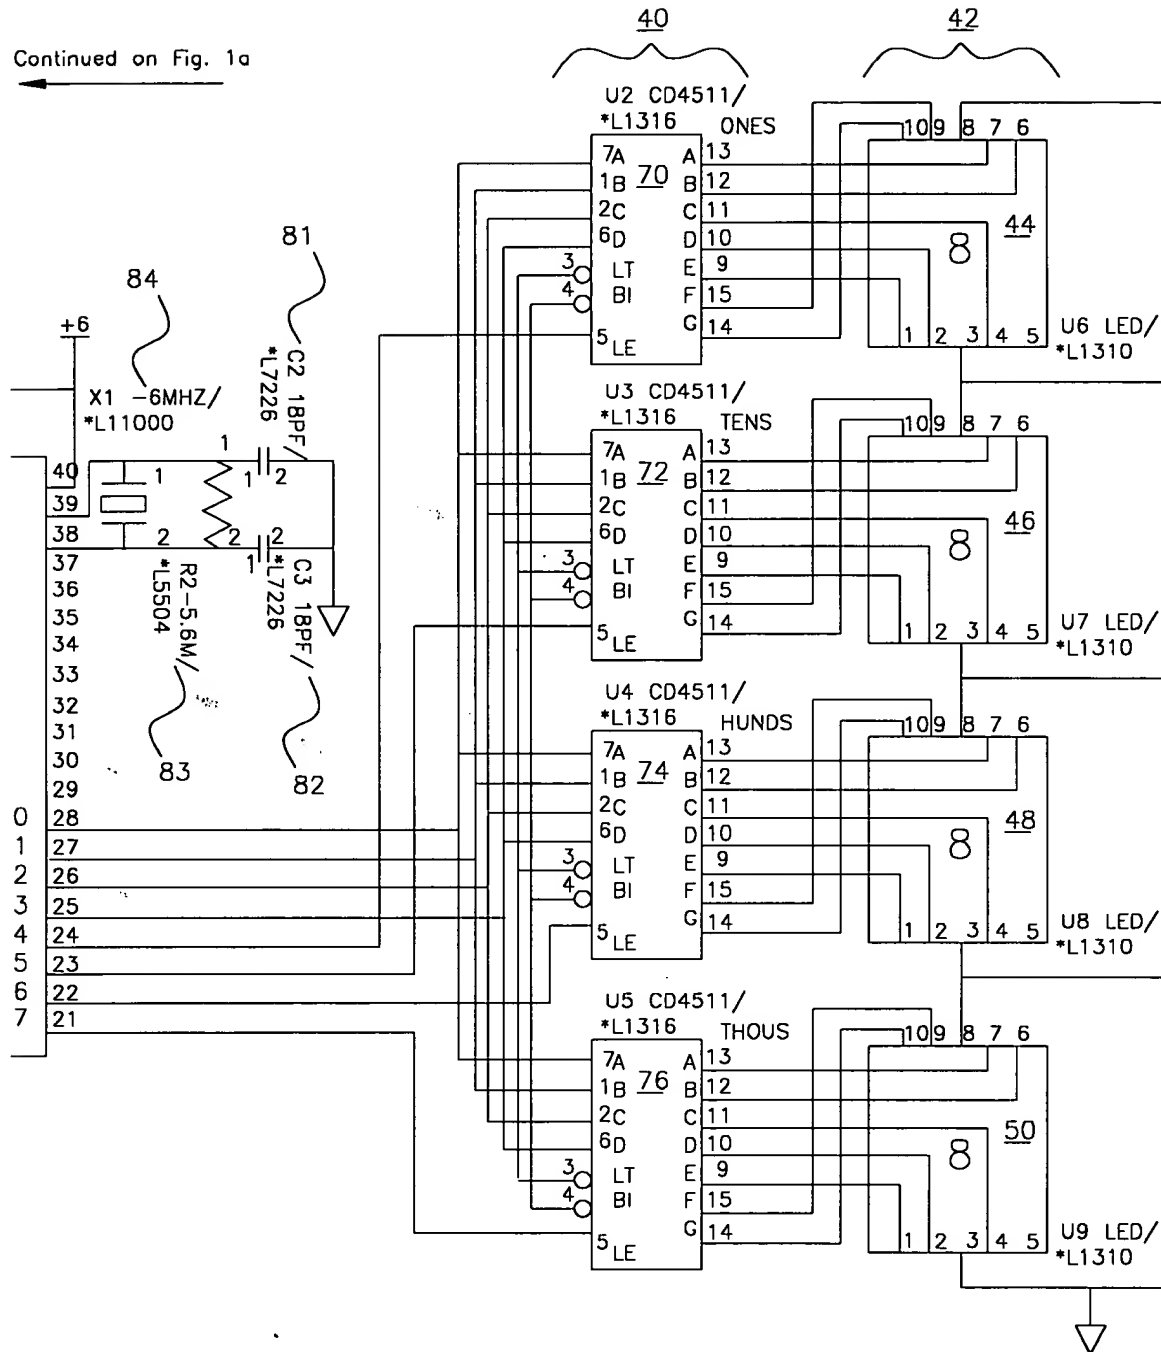 40
42
Continued on Fig. 1a
U2 CD4511/
*L1316
ONES
7A
1B
2C
6D
3
LT
4
BI
5
LE
70
A 13
B 12
C 11
D 10
E 9
F 15
G 14
10 9 8 7 6
44
8
1 2 3 4 5
U6 LED/
*L1310
81
84
+6
X1 -6MHZ/
*L11000
C2 18PF/
*L7226
1
1 2
1
2
2
1 2
R2-5.6M/
*L5504
C3 18PF/
*L7226
83
82
40
39
38
37
36
35
34
33
32
31
30
29
0 28
1 27
2 26
3 25
4 24
5 23
6 22
7 21
U3 CD4511/
*L1316
TENS
7A
1B
2C
6D
3
LT
4
BI
5
LE
72
A 13
B 12
C 11
D 10
E 9
F 15
G 14
10 9 8 7 6
46
8
1 2 3 4 5
U7 LED/
*L1310
U4 CD4511/
*L1316
HUNDS
7A
1B
2C
6D
3
LT
4
BI
5
LE
74
A 13
B 12
C 11
D 10
E 9
F 15
G 14
10 9 8 7 6
48
8
1 2 3 4 5
U8 LED/
*L1310
U5 CD4511/
*L1316
THOUS
7A
1B
2C
6D
3
LT
4
BI
5
LE
76
A 13
B 12
C 11
D 10
E 9
F 15
G 14
10 9 8 7 6
50
8
1 2 3 4 5
U9 LED/
*L1310